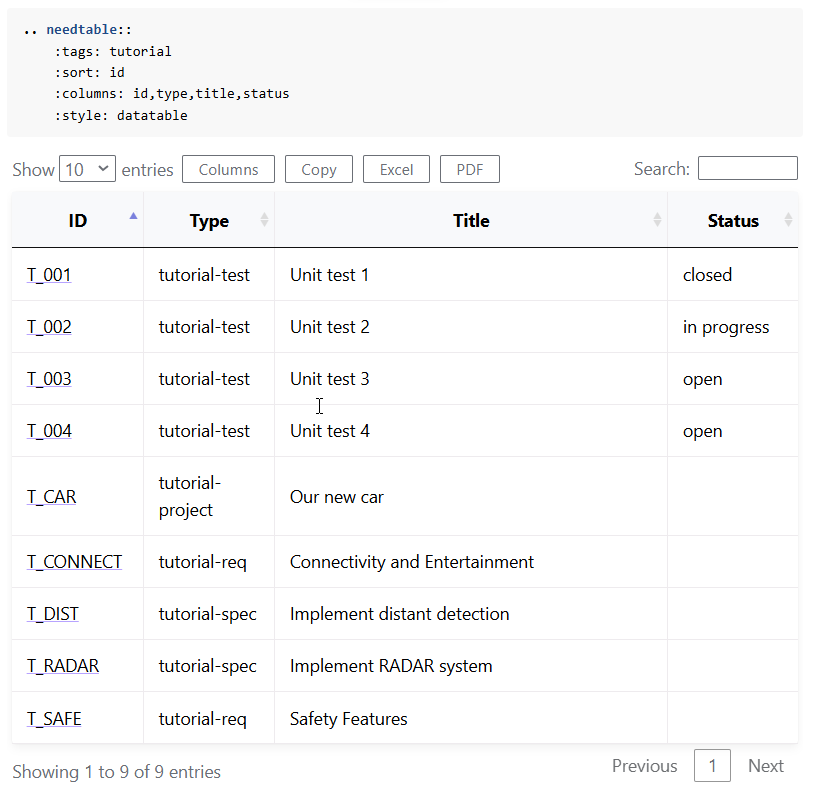 .. needtable::
    :tags: tutorial
    :sort: id
    :columns: id,type,title,status
    :style: datatable
Show 10 entries Columns Copy Excel PDF Search:
ID Type Title Status
T_001 tutorial-test Unit test 1 closed
T_002 tutorial-test Unit test 2 in progress
T_003 tutorial-test Unit test 3 open
T_004 tutorial-test Unit test 4 open
T_CAR tutorial-
project Our new car
T_CONNECT tutorial-req Connectivity and Entertainment
T_DIST tutorial-spec Implement distant detection
T_RADAR tutorial-spec Implement RADAR system
T_SAFE tutorial-req Safety Features
Showing 1 to 9 of 9 entries Previous 1 Next